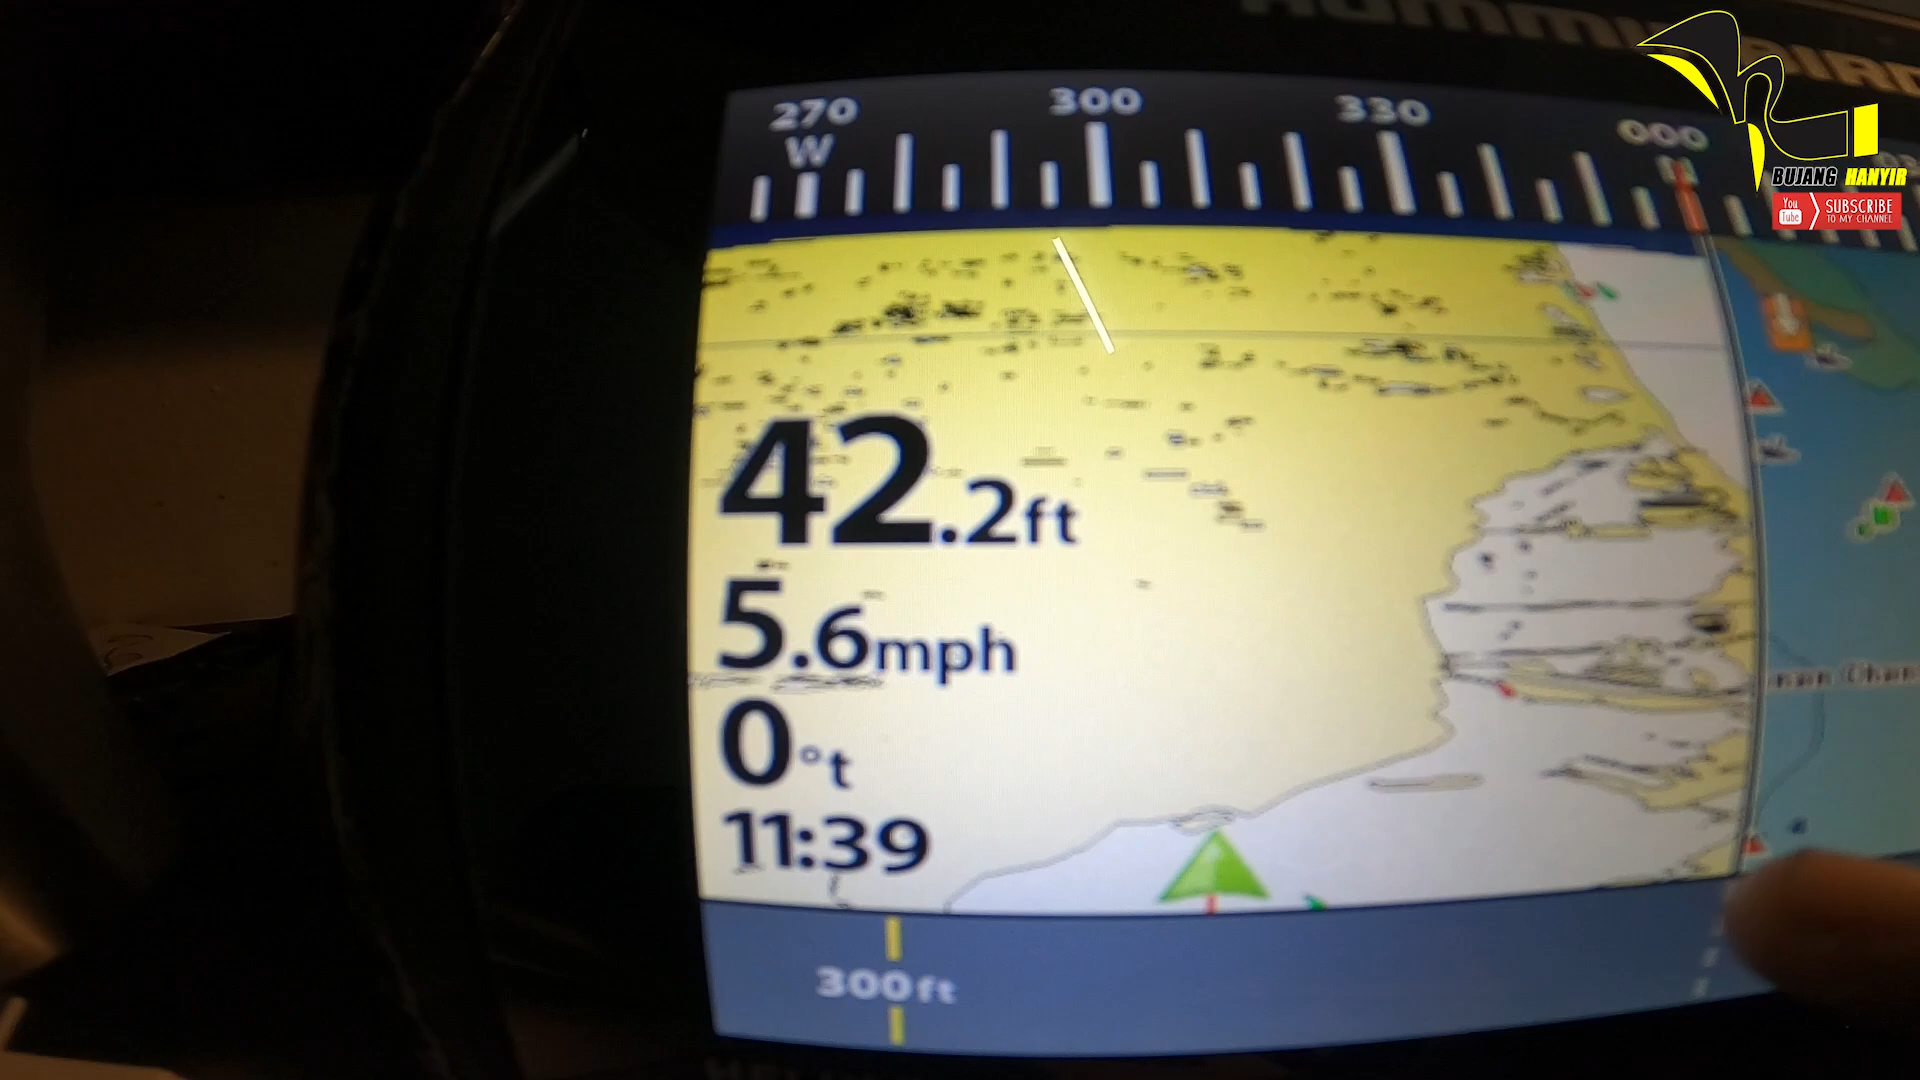 HUMMINBIRD
270 300 330 000
W
BUJANG HANYIR
You Tube SUBSCRIBE
TO MY CHANNEL
42.2ft
5.6mph
0°t
11:39
300ft